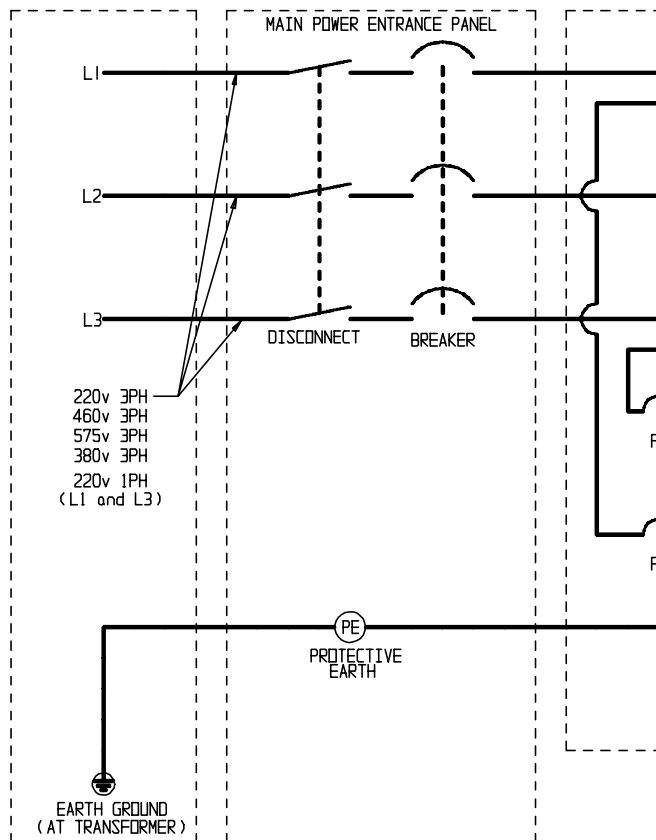 MAIN POWER ENTRANCE PANEL
L1
L2
L3
DISCONNECT
BREAKER
220v 3PH
460v 3PH
575v 3PH
380v 3PH
220v 1PH
(L1 and L3)
PE
PROTECTIVE
EARTH
EARTH GROUND
(AT TRANSFORMER)